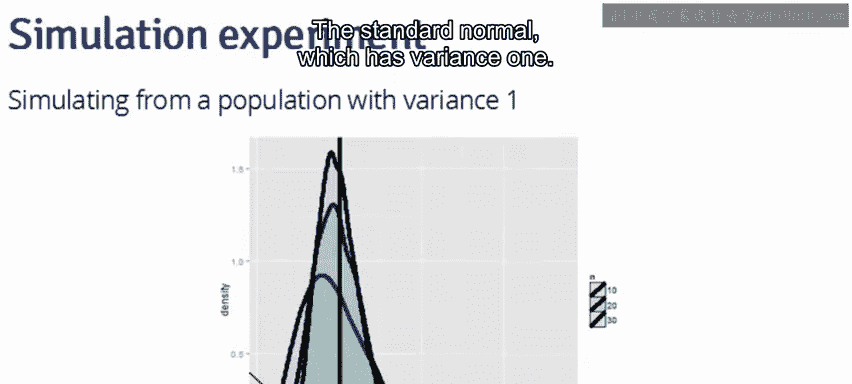 Simulation experiment
The standard normal,
which has variance one.
Simulating from a population with variance 1
1.5
1.0
density
0.5
n
10
20
30